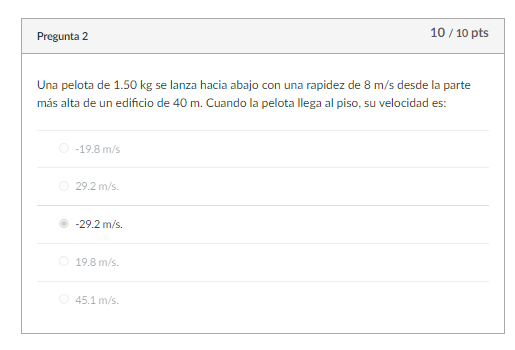 Pregunta 2
10 / 10 pts
Una pelota de 1.50 kg se lanza hacia abajo con una rapidez de 8 m/s desde la parte
más alta de un edificio de 40 m. Cuando la pelota llega al piso, su velocidad es:
-19.8 m/s
29.2 m/s.
-29.2 m/s.
19.8 m/s.
45.1 m/s.